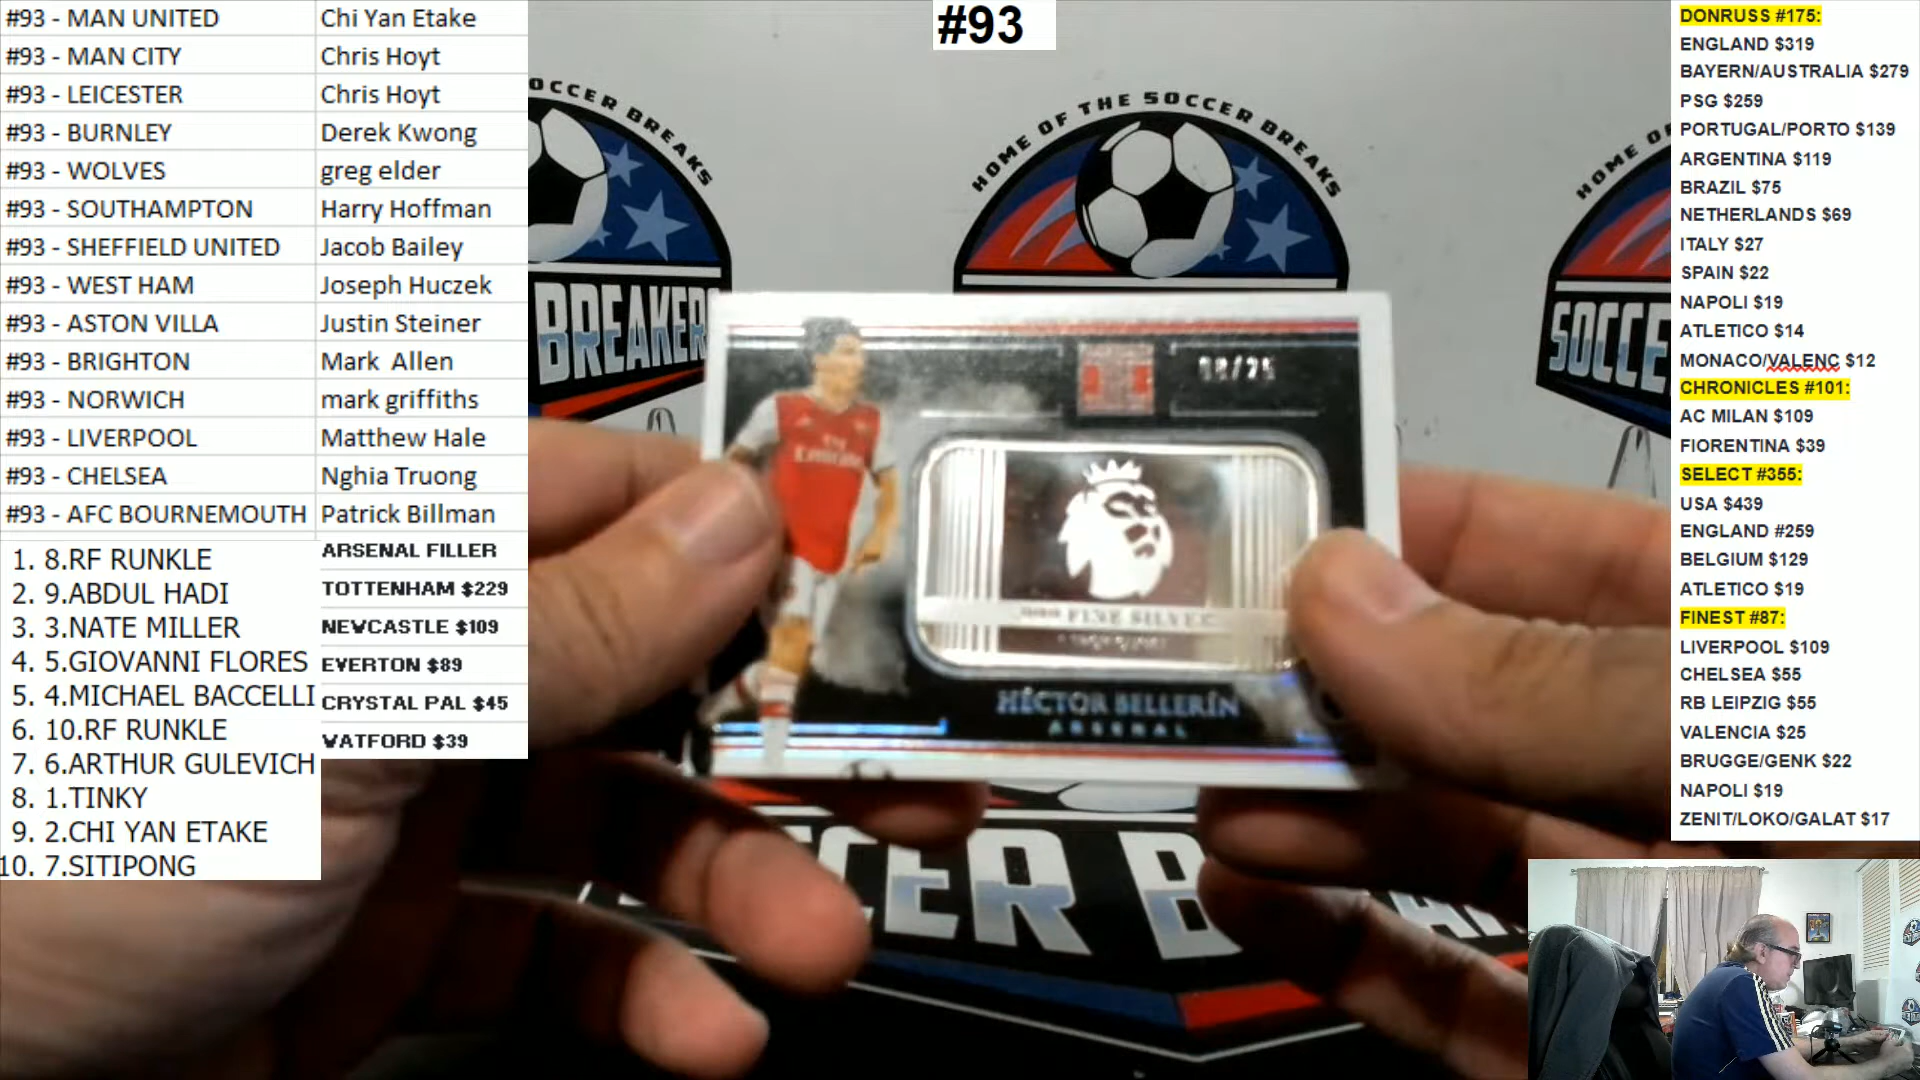 #93 - MAN UNITED Chi Yan Etake
#93 - MAN CITY Chris Hoyt
#93 - LEICESTER Chris Hoyt
#93 - BURNLEY Derek Kwong
#93 - WOLVES greg elder
#93 - SOUTHAMPTON Harry Hoffman
#93 - SHEFFIELD UNITED Jacob Bailey
#93 - WEST HAM Joseph Huczek
#93 - ASTON VILLA Justin Steiner
#93 - BRIGHTON Mark Allen
#93 - NORWICH mark griffiths
#93 - LIVERPOOL Matthew Hale
#93 - CHELSEA Nghia Truong
#93 - AFC BOURNEMOUTH Patrick Billman
ARSENAL FILLER
TOTTENHAM $229
NEWCASTLE $109
EVERTON $89
CRYSTAL PAL $45
WATFORD $39
1. 8.RF RUNKLE
2. 9.ABDUL HADI
3. 3.NATE MILLER
4. 5.GIOVANNI FLORES
5. 4.MICHAEL BACCELLI
6. 10.RF RUNKLE
7. 6.ARTHUR GULEVICH
8. 1.TINKY
9. 2.CHI YAN ETAKE
10. 7.SITIPONG
#93
OCCER BREAKS
BREAKERS
HOME OF THE SOCCER BREAKS
HOME O
SOCC
Fly
Emirates
FINE SILVER
HÉCTOR BELLERÍN
ARSENAL
CER B
DONRUSS #175:
ENGLAND $319
BAYERN/AUSTRALIA $279
PSG $259
PORTUGAL/PORTO $139
ARGENTINA $119
BRAZIL $75
NETHERLANDS $69
ITALY $27
SPAIN $22
NAPOLI $19
ATLETICO $14
MONACO/VALENC $12
CHRONICLES #101:
AC MILAN $109
FIORENTINA $39
SELECT #355:
USA $439
ENGLAND #259
BELGIUM $129
ATLETICO $19
FINEST #87:
LIVERPOOL $109
CHELSEA $55
RB LEIPZIG $55
VALENCIA $25
BRUGGE/GENK $22
NAPOLI $19
ZENIT/LOKO/GALAT $17